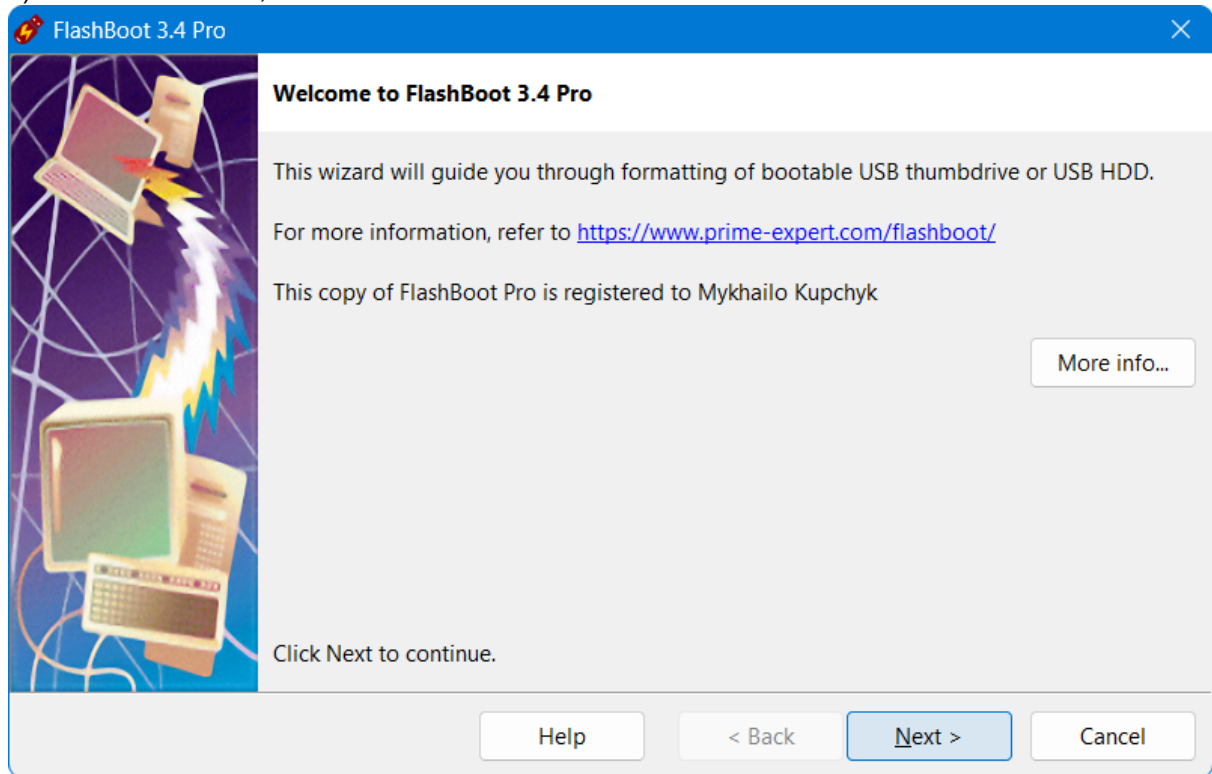 FlashBoot 3.4 Pro
Welcome to FlashBoot 3.4 Pro
This wizard will guide you through formatting of bootable USB thumbdrive or USB HDD.
For more information, refer to https://www.prime-expert.com/flashboot/
This copy of FlashBoot Pro is registered to Mykhailo Kupchyk
More info...
Click Next to continue.
Help
< Back
Next >
Cancel